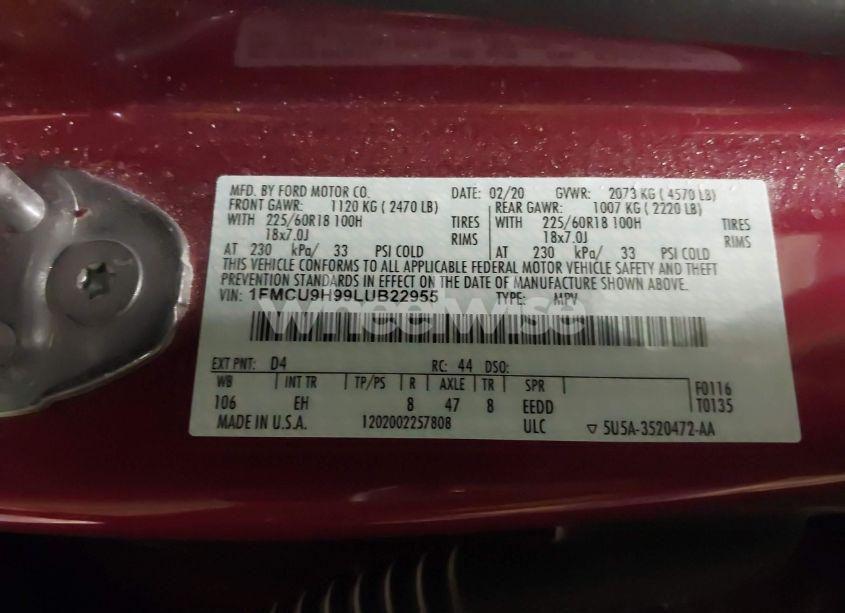 MFD. BY FORD MOTOR CO. DATE: 02/20 GVWR: 2073 KG ( 4570 LB)
FRONT GAWR: 1120 KG ( 2470 LB) REAR GAWR: 1007 KG ( 2220 LB)
WITH 225/60R18 100H TIRES WITH 225/60R18 100H TIRES
18x7.0J RIMS 18x7.0J RIMS
AT 230 kPa/ 33 PSI COLD AT 230 kPa/ 33 PSI COLD
THIS VEHICLE CONFORMS TO ALL APPLICABLE FEDERAL MOTOR VEHICLE SAFETY AND THEFT
PREVENTION STANDARDS IN EFFECT ON THE DATE OF MANUFACTURE SHOWN ABOVE.
VIN: 1FMCU9H99LUB22955 TYPE: MPV
wheelwise
EXT PNT: D4 RC: 44 DSO:
WB INT TR TP/PS R AXLE TR SPR F0116
106 EH 8 47 8 EEDD T0135
MADE IN U.S.A. 1202002257808 ULC ▽ 5U5A-3520472-AA